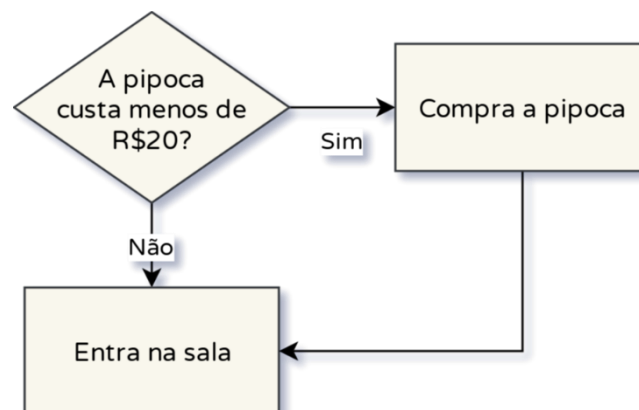 A pipoca
custa menos de
R$20?
Sim
Compra a pipoca
Não
Entra na sala